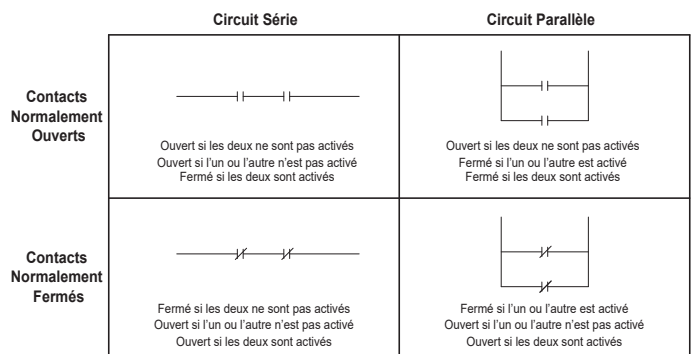 Circuit Série
Circuit Parallèle
Contacts
Normalement
Ouverts
Ouvert si les deux ne sont pas activés
Ouvert si l'un ou l'autre n'est pas activé
Fermé si les deux sont activés
Ouvert si les deux ne sont pas activés
Fermé si l'un ou l'autre est activé
Fermé si les deux sont activés
Contacts
Normalement
Fermés
Fermé si les deux ne sont pas activés
Ouvert si l'un ou l'autre n'est pas activé
Ouvert si les deux sont activés
Fermé si l'un ou l'autre est activé
Ouvert si l'un ou l'autre n'est pas activé
Ouvert si les deux sont activés